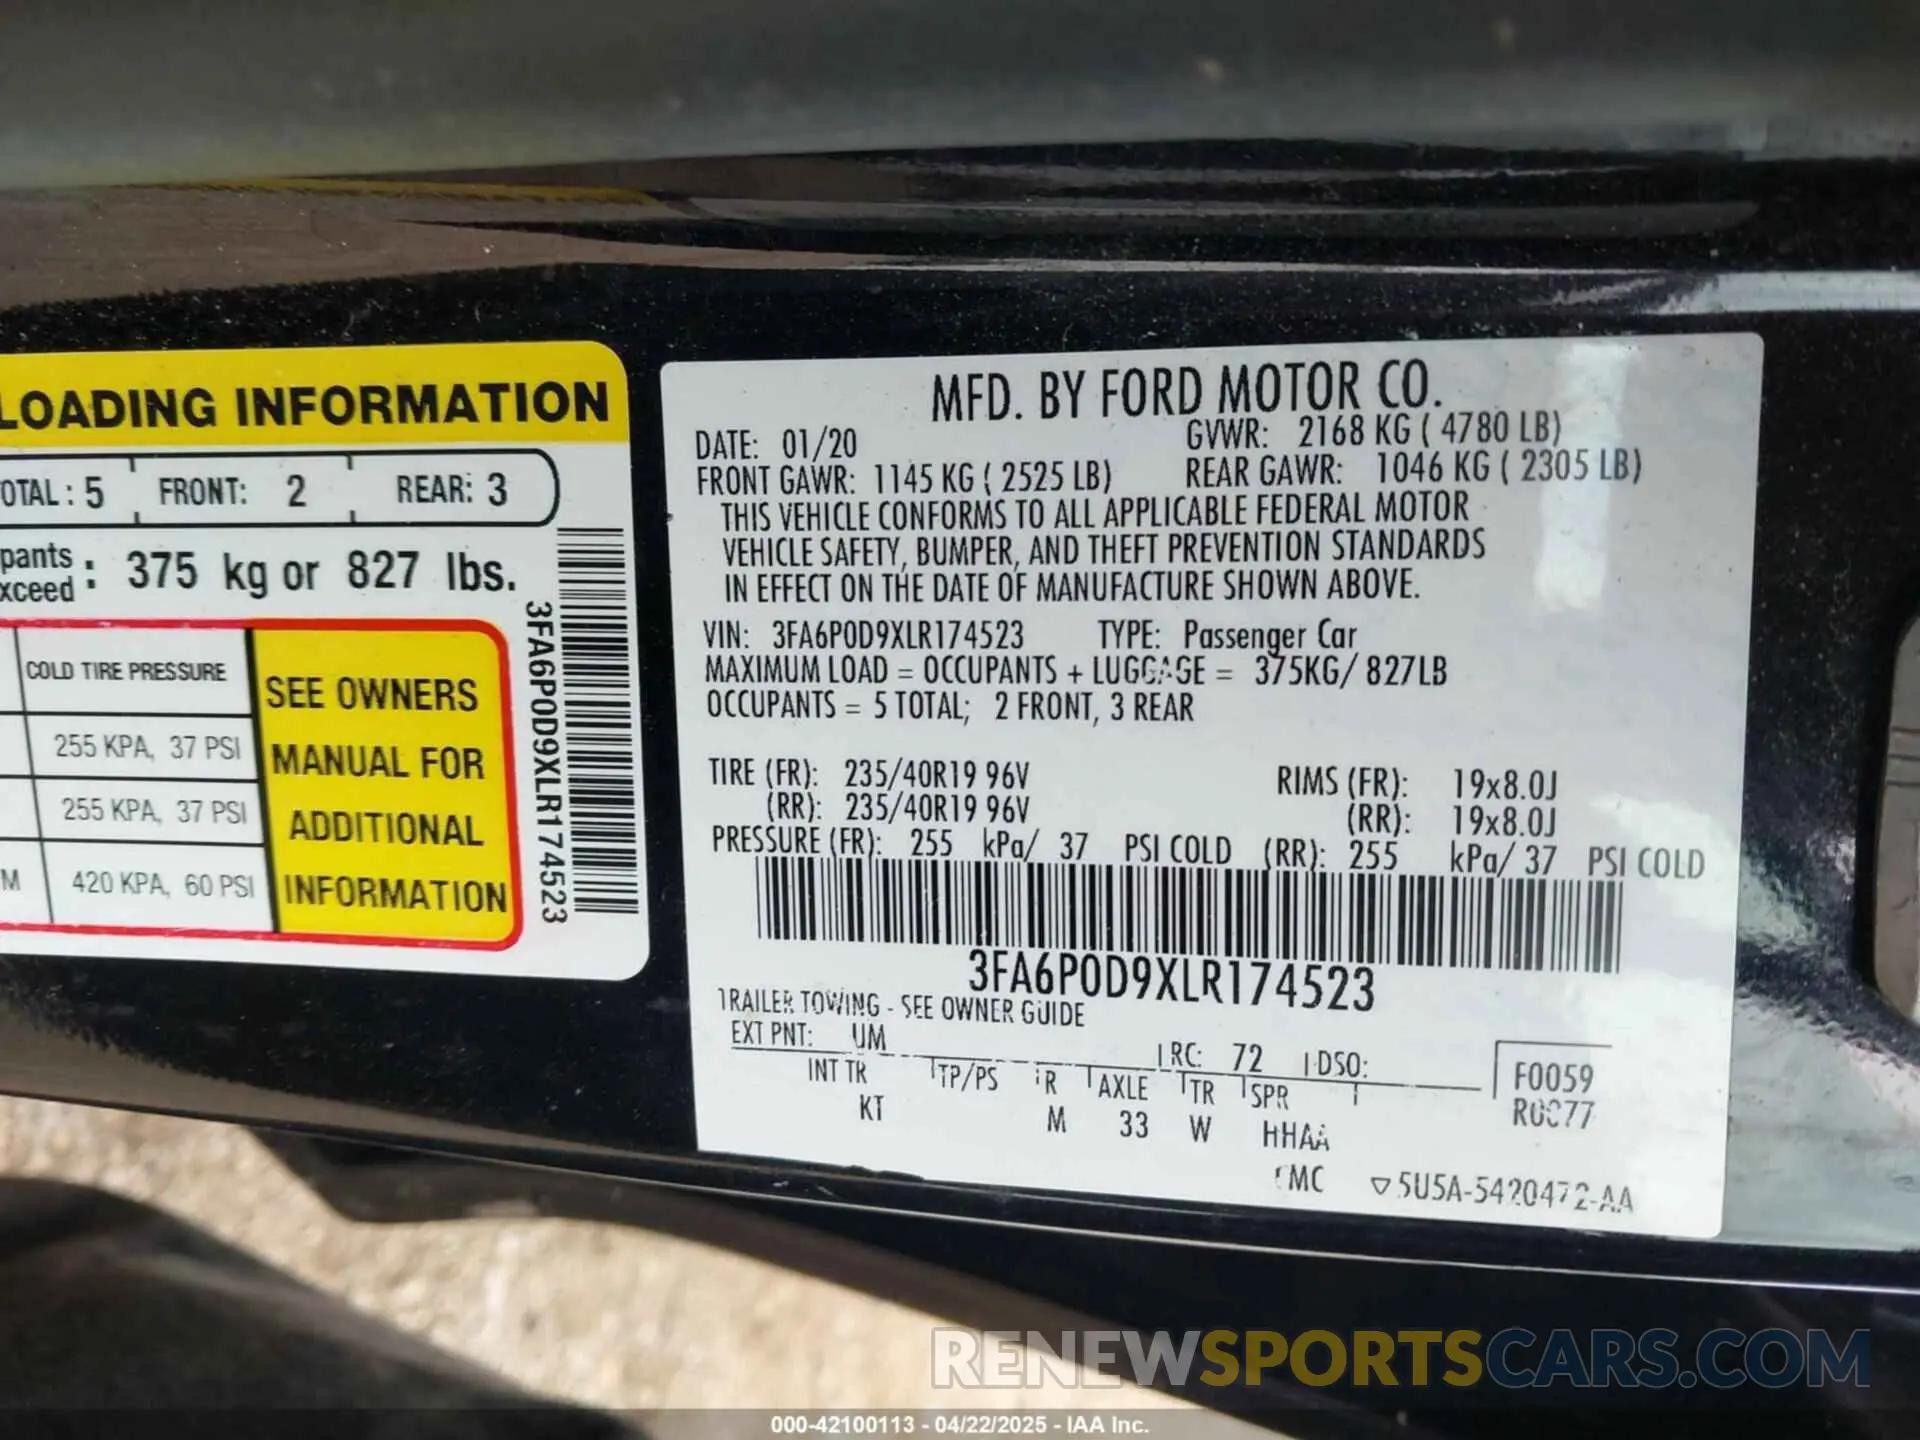 LOADING INFORMATION
TOTAL : 5 FRONT: 2 REAR: 3
pants
xceed : 375 kg or 827 lbs.
COLD TIRE PRESSURE
255 KPA, 37 PSI
255 KPA, 37 PSI
M 420 KPA, 60 PSI
SEE OWNERS
MANUAL FOR
ADDITIONAL
INFORMATION
3FA6P0D9XLR174523
MFD. BY FORD MOTOR CO.
DATE: 01/20 GVWR: 2168 KG ( 4780 LB)
FRONT GAWR: 1145 KG ( 2525 LB) REAR GAWR: 1046 KG ( 2305 LB)
THIS VEHICLE CONFORMS TO ALL APPLICABLE FEDERAL MOTOR
VEHICLE SAFETY, BUMPER, AND THEFT PREVENTION STANDARDS
IN EFFECT ON THE DATE OF MANUFACTURE SHOWN ABOVE.
VIN: 3FA6P0D9XLR174523 TYPE: Passenger Car
MAXIMUM LOAD = OCCUPANTS + LUGGAGE = 375KG/ 827LB
OCCUPANTS = 5 TOTAL; 2 FRONT, 3 REAR
TIRE (FR): 235/40R19 96V RIMS (FR): 19x8.0J
(RR): 235/40R19 96V (RR): 19x8.0J
PRESSURE (FR): 255 kPa/ 37 PSI COLD (RR): 255 kPa/ 37 PSI COLD
3FA6P0D9XLR174523
TRAILER TOWING - SEE OWNER GUIDE
EXT PNT: UM RC: 72 DSO:
INT TR TP/PS R AXLE TR SPR
KT M 33 W HHAA
F0059
MC ▽5U5A-5420472-AA
RENEWSPORTSCARS.COM
000-42100113 - 04/22/2025 - IAA Inc.